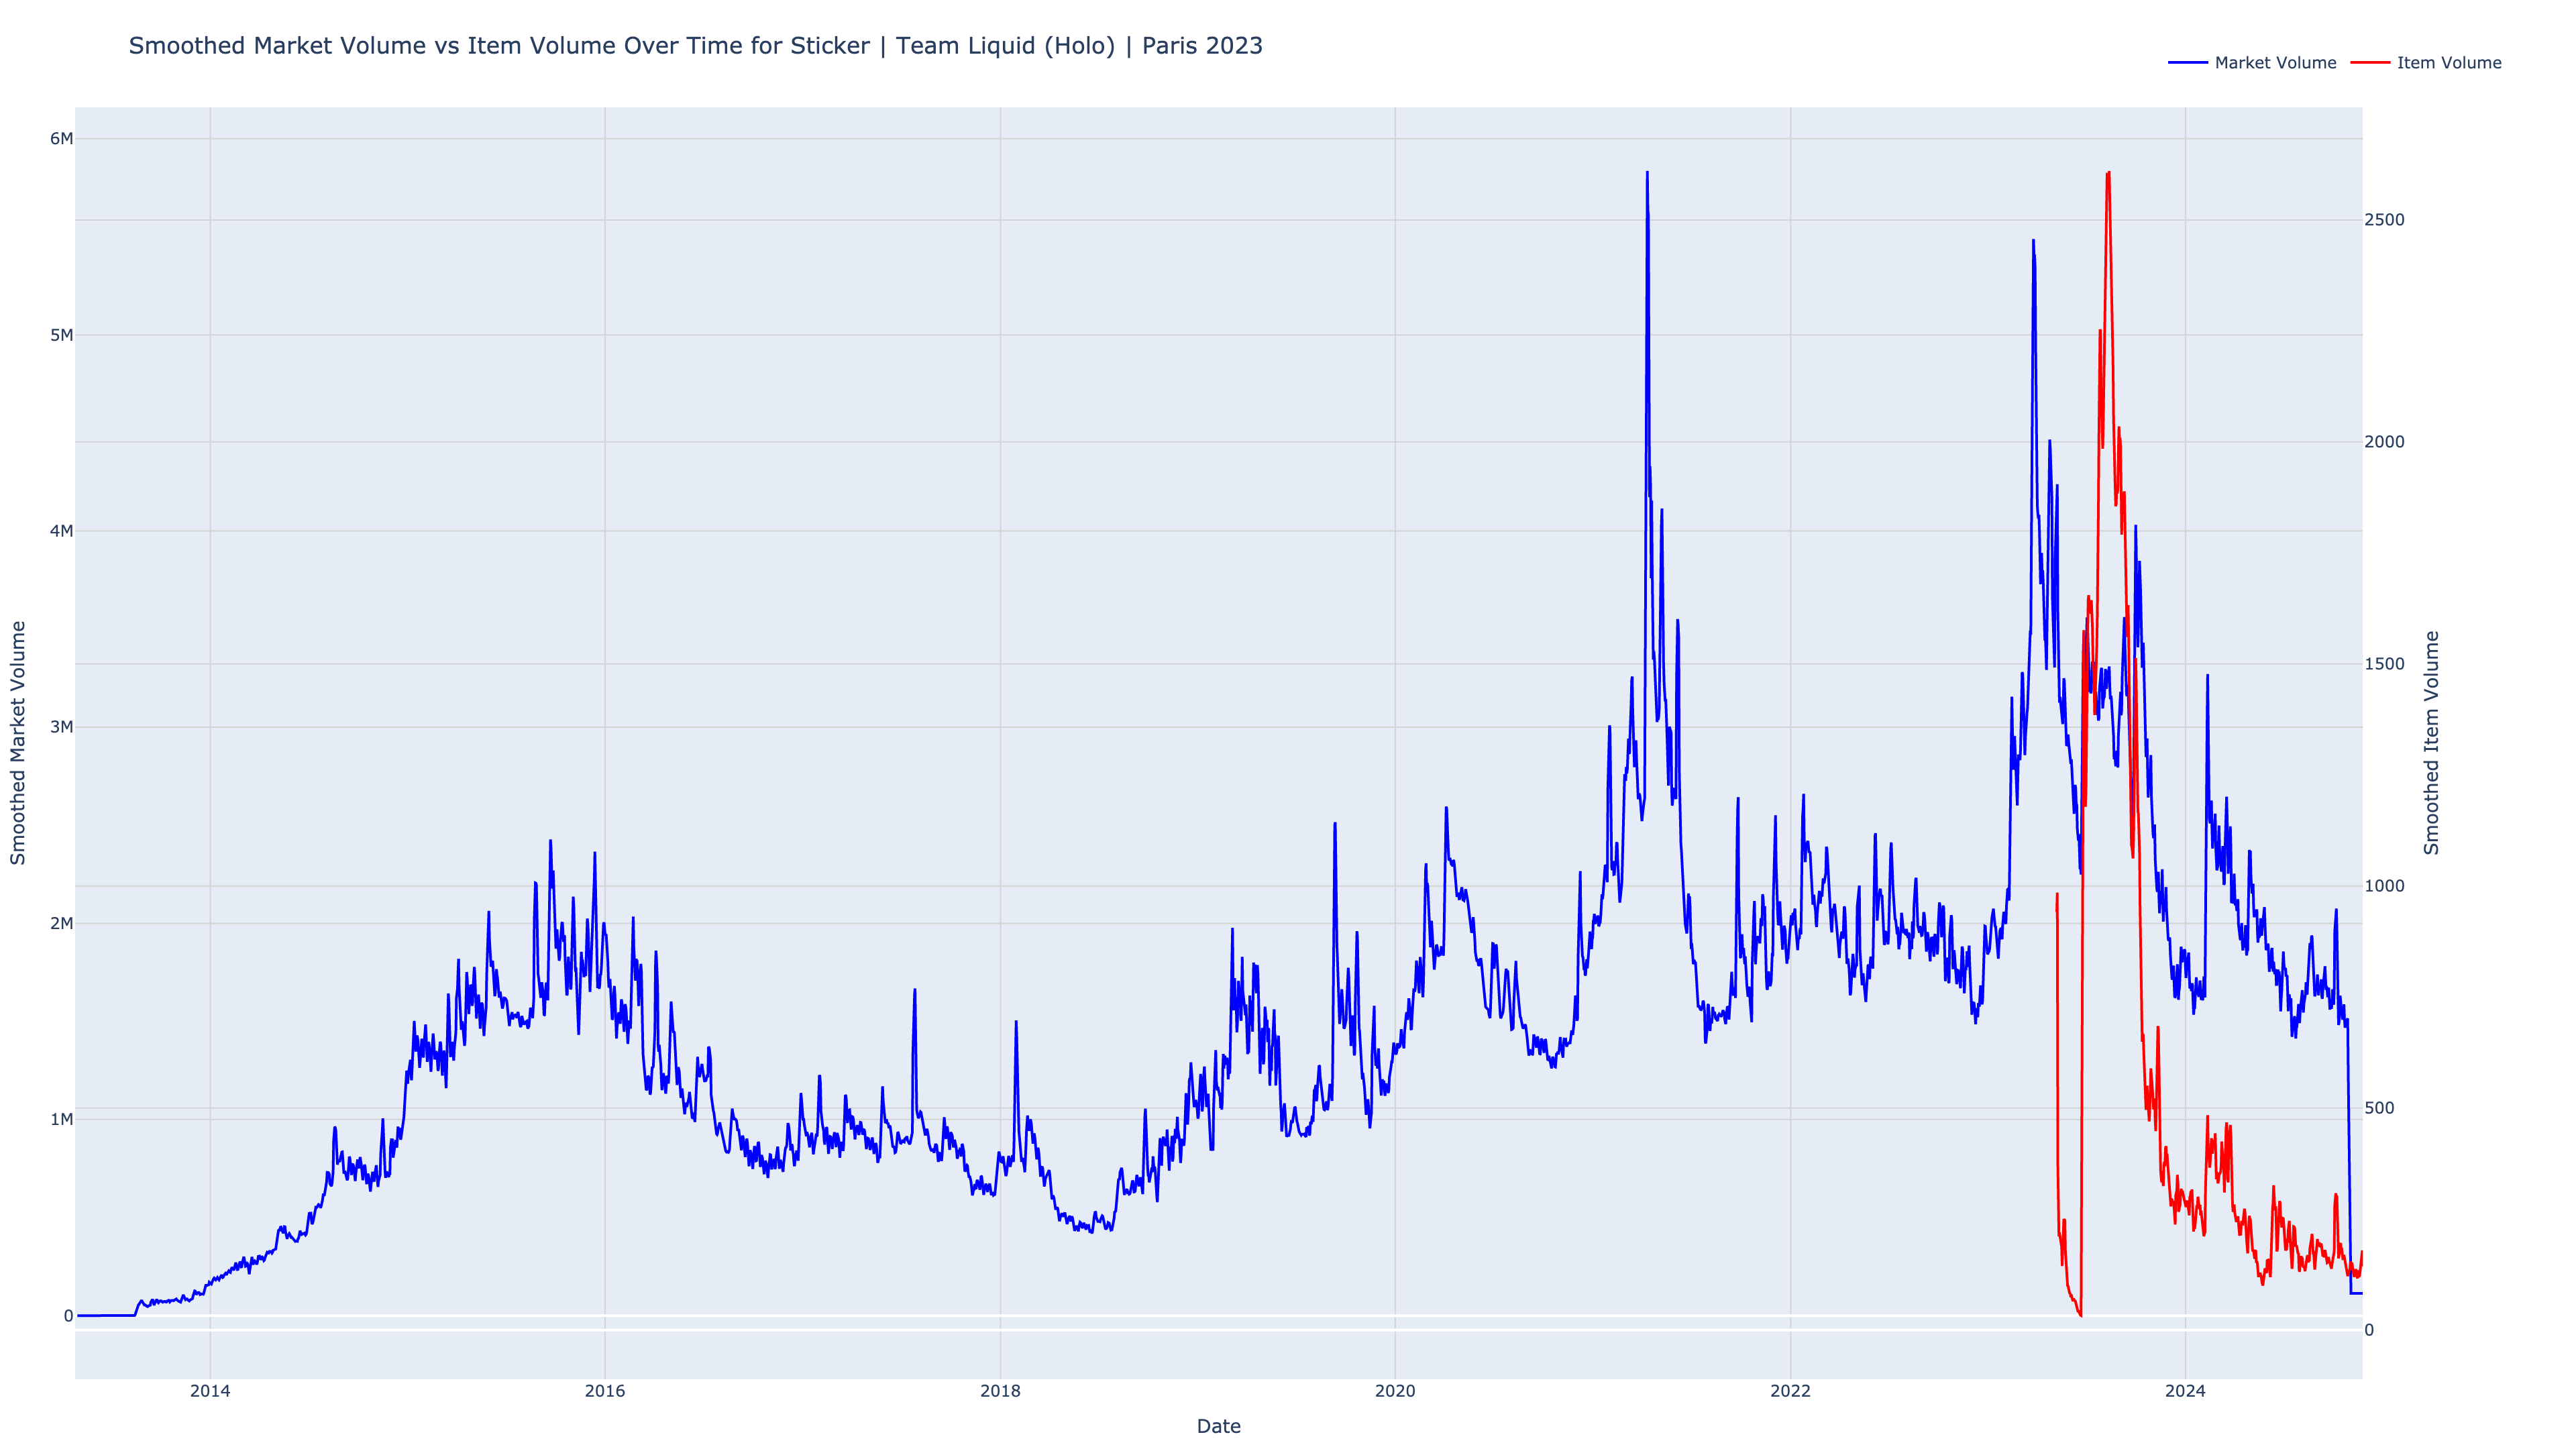 Smoothed Market Volume vs Item Volume Over Time for Sticker | Team Liquid (Holo) | Paris 2023
Market Volume
Item Volume
6M
5M
4M
3M
2M
1M
0
Smoothed Market Volume
2500
2000
1500
1000
500
0
Smoothed Item Volume
2014
2016
2018
2020
2022
2024
Date